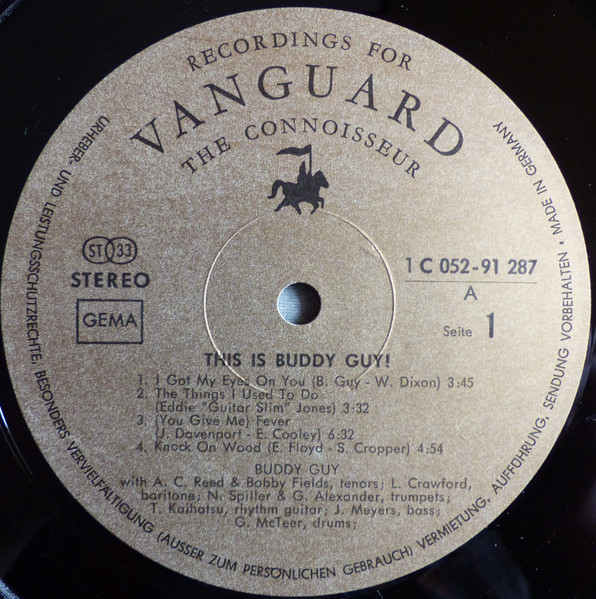 RECORDINGS FOR
VANGUARD
THE CONNOISSEUR
ST 33
STEREO
GEMA
1 C 052-91 287
A
Seite 1
THIS IS BUDDY GUY!
1. I Got My Eyes On You (B. Guy - W. Dixon) 3:45
2. The Things I Used To Do
(Eddie "Guitar Slim" Jones) 3:32
3. (You Give Me) Fever
(J. Davenport - E. Cooley) 6:32
4. Knock On Wood (E. Floyd - S. Cropper) 4:54
BUDDY GUY
with A. C. Reed & Bobby Fields, tenors; L. Crawford,
baritone; N. Spiller & G. Alexander, trumpets;
T. Kaihatsu, rhythm guitar; J. Meyers, bass;
G. McTeer, drums;
URHEBER- UND LEISTUNGSSCHUTZRECHTE, BESONDERS VERVIELFÄLTIGUNG (AUSSER ZUM PERSÖNLICHEN GEBRAUCH) VERMIETUNG, AUFFÜHRUNG, SENDUNG VORBEHALTEN • MADE IN GERMANY